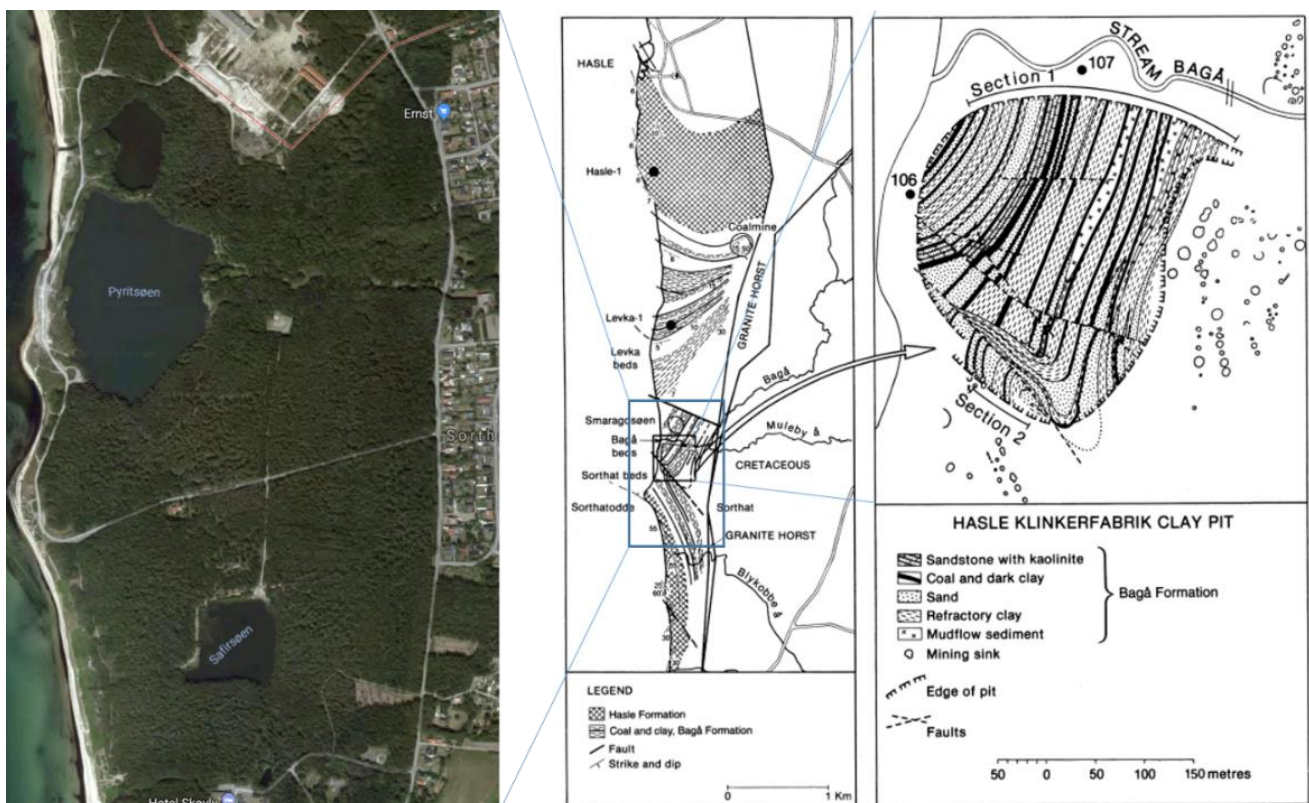 Ernst
Pyritsøen
Safirsøen
HASLE
Hasle-1
Coalmine
GRANITE HORST
Levka-1
Levka
beds
Bagå
Smaragdsøen
Muleby å
Bagå
beds
CRETACEOUS
Sorthat beds
Sorthatodde
Sorthat
GRANITE HORST
Blykobbe å
LEGEND
Hasle Formation
Coal and clay, Bagå Formation
Fault
Strike and dip
0 1 Km
Section 1
107
STREAM BAGÅ
106
Section 2
HASLE KLINKERFABRIK CLAY PIT
Sandstone with kaolinite
Coal and dark clay
Sand
Refractory clay
Mudflow sediment
Bagå Formation
Mining sink
Edge of pit
Faults
50 0 50 100 150 metres